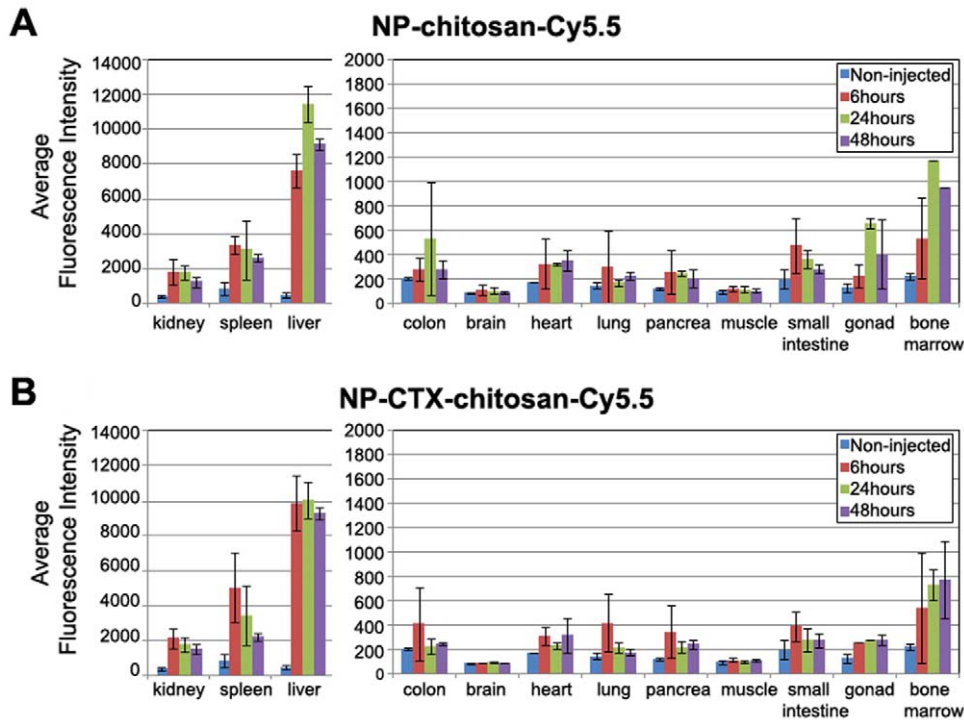 A
NP-chitosan-Cy5.5
Average
Fluorescence Intensity
14000
12000
10000
8000
6000
4000
2000
0
kidney spleen liver
2000
1800
1600
1400
1200
1000
800
600
400
200
0
Non-injected
6hours
24hours
48hours
colon brain heart lung pancrea muscle small gonad bone
intestine marrow
B
NP-CTX-chitosan-Cy5.5
Average
Fluorescence Intensity
14000
12000
10000
8000
6000
4000
2000
0
kidney spleen liver
2000
1800
1600
1400
1200
1000
800
600
400
200
0
Non-injected
6hours
24hours
48hours
colon brain heart lung pancrea muscle small gonad bone
intestine marrow